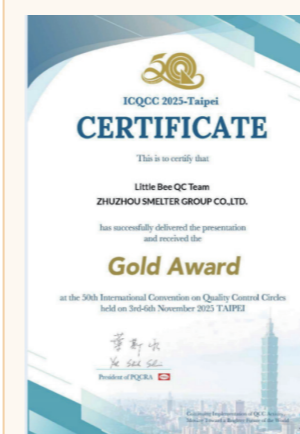 50
ICQCC 2025-Taipei
CERTIFICATE
This is to certify that
Little Bee QC Team
ZHUZHOU SMELTER GROUP CO.,LTD.
has successfully delivered the presentation
and received the
Gold Award
at the 50th International Convention on Quality Control Circles
held on 3rd-6th November 2025 TAIPEI
President of PQCRA